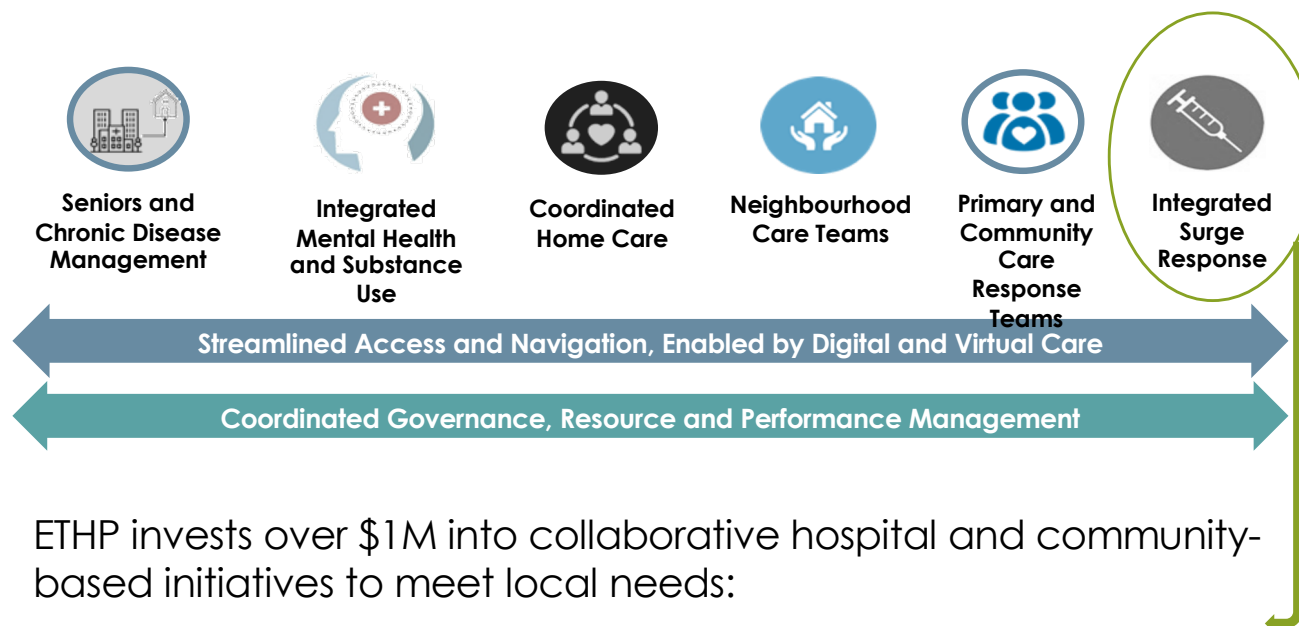 Seniors and
Chronic Disease
Management
Integrated
Mental Health
and Substance
Use
Coordinated
Home Care
Neighbourhood
Care Teams
Primary and
Community
Care
Response
Teams
Integrated
Surge
Response
Streamlined Access and Navigation, Enabled by Digital and Virtual Care
Coordinated Governance, Resource and Performance Management
ETHP invests over $1M into collaborative hospital and community-
based initiatives to meet local needs: